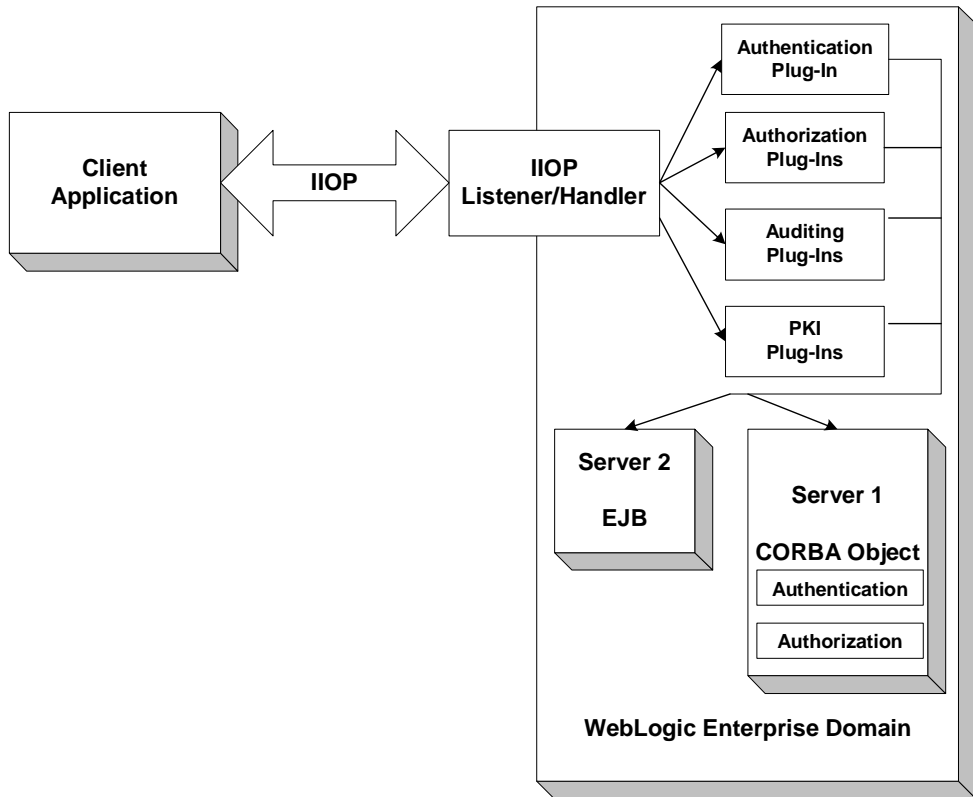 Client
Application
IIOP
IIOP
Listener/Handler
Authentication
Plug-In
Authorization
Plug-Ins
Auditing
Plug-Ins
PKI
Plug-Ins
Server 2
EJB
Server 1
CORBA Object
Authentication
Authorization
WebLogic Enterprise Domain